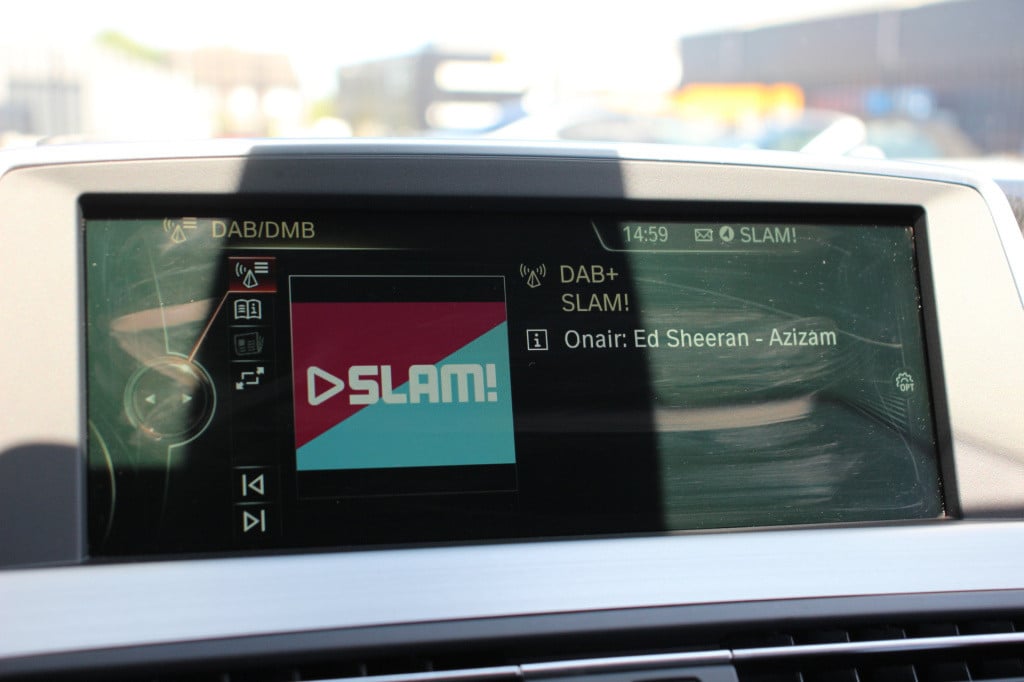 DAB/DMB
14:59 SLAM!
DAB+
SLAM!
Onair: Ed Sheeran - Azizam
SLAM!
OPT